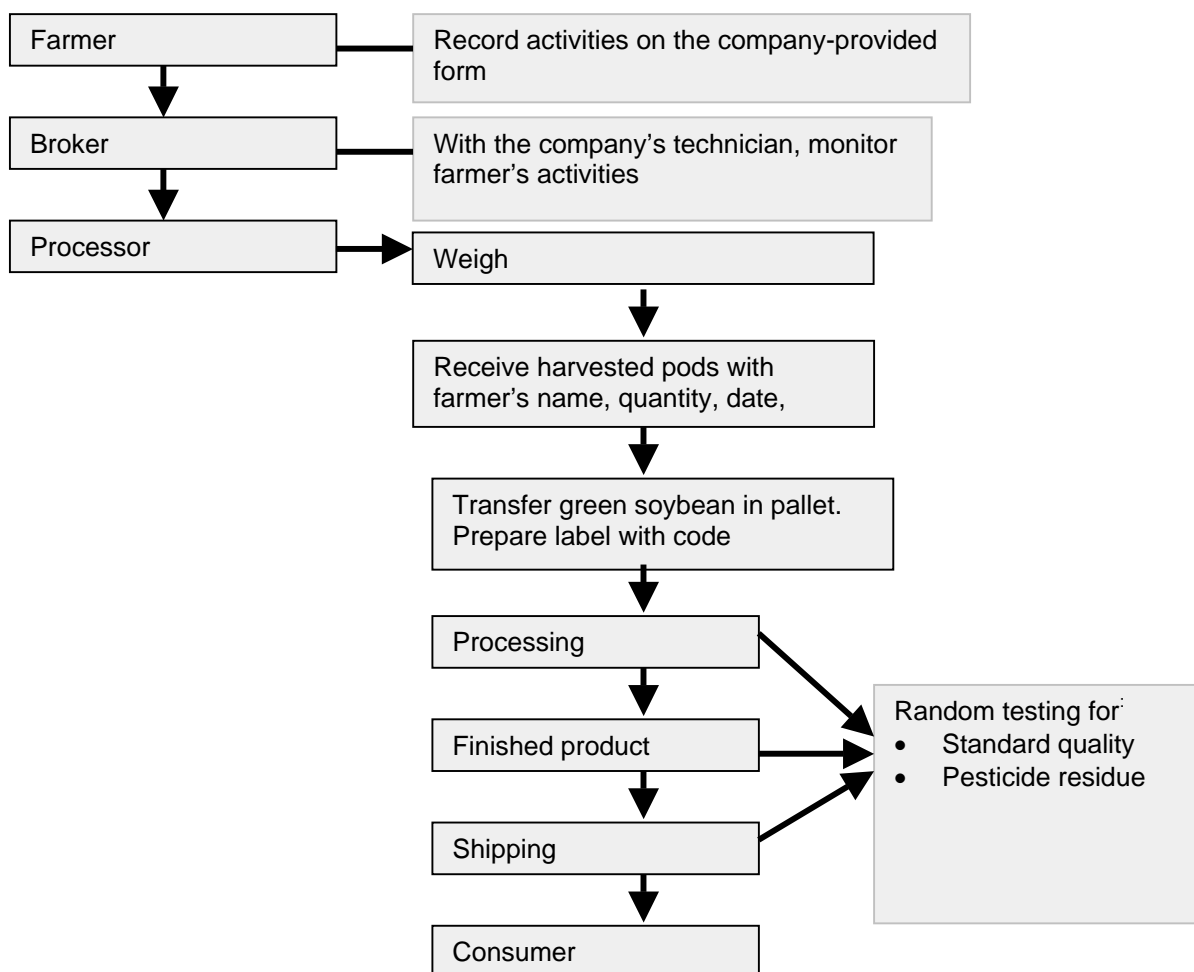 Farmer
Record activities on the company-provided
form
Broker
With the company’s technician, monitor
farmer’s activities
Processor
Weigh
Receive harvested pods with
farmer’s name, quantity, date,
Transfer green soybean in pallet.
Prepare label with code
Processing
Random testing for:
• Standard quality
• Pesticide residue
Finished product
Shipping
Consumer